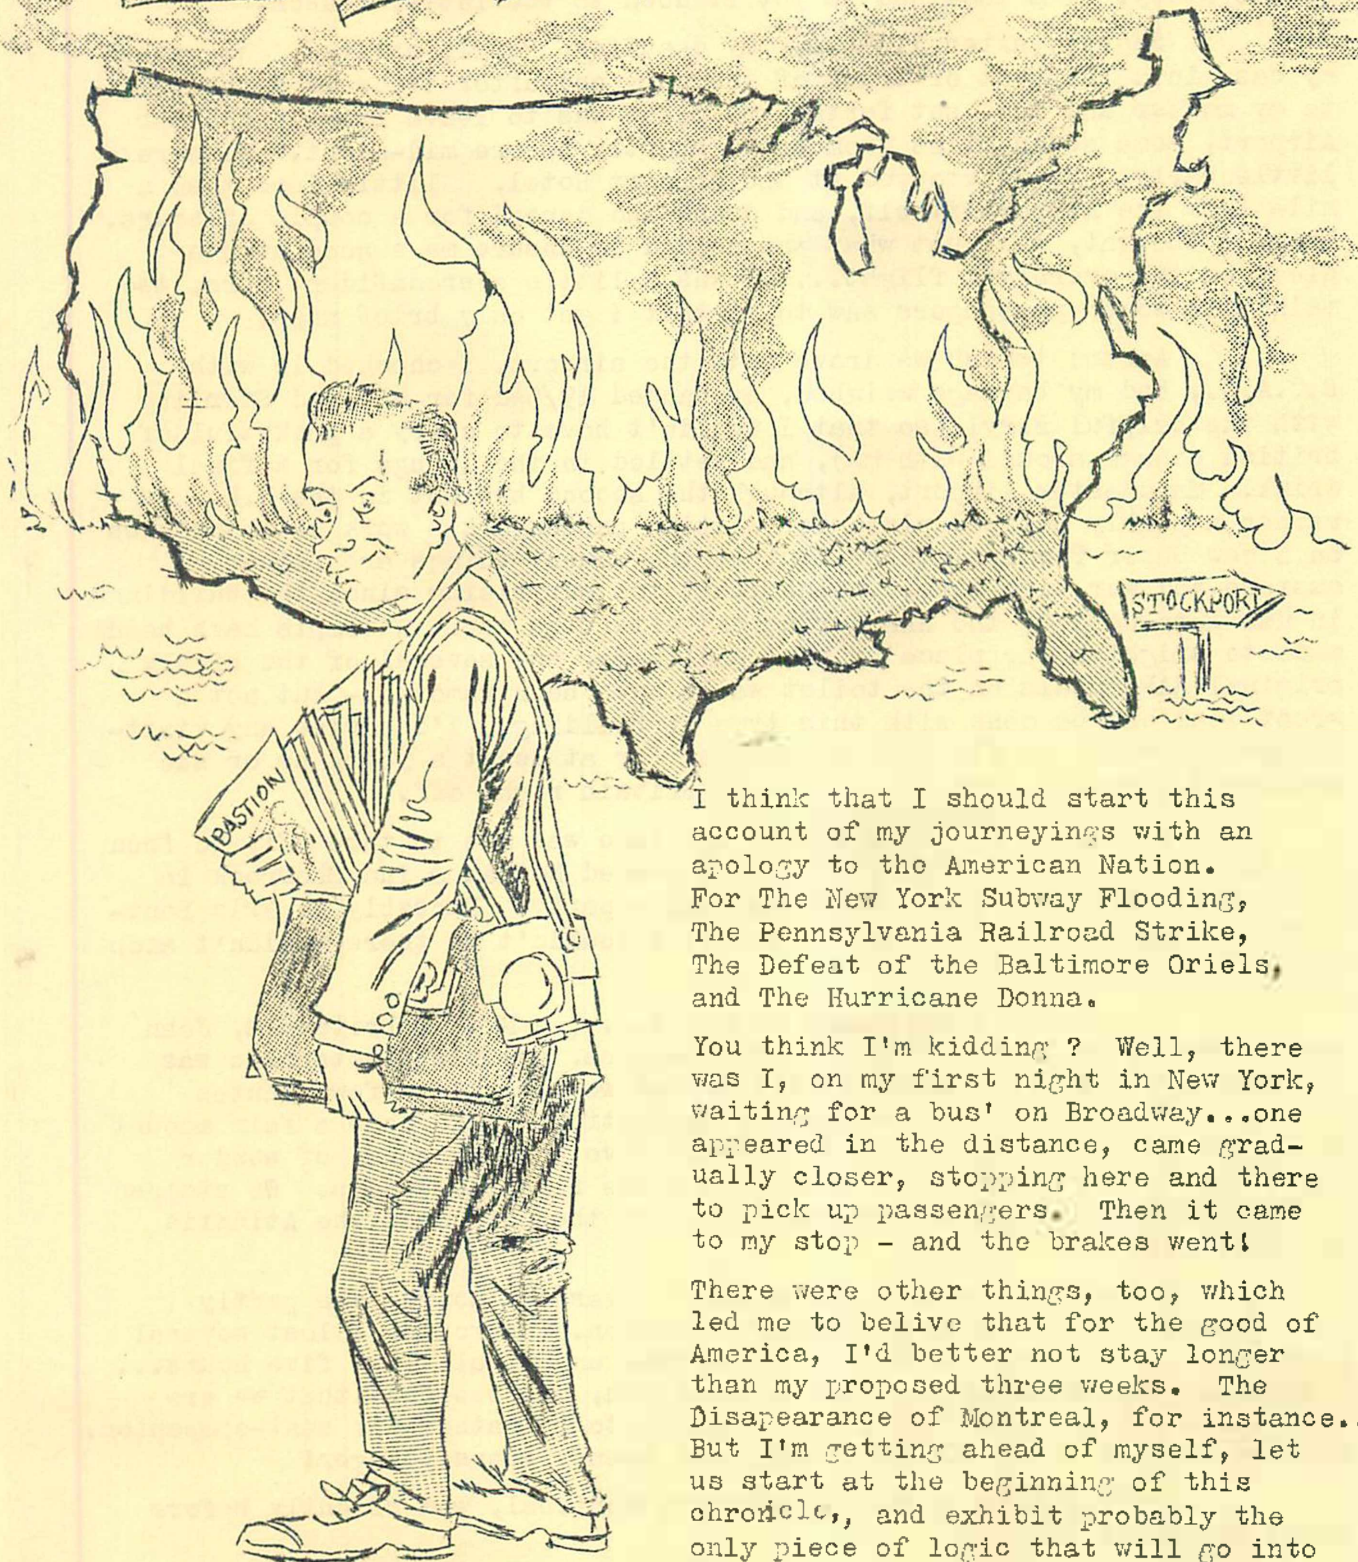 STOCKPORT
BASTION
I think that I should start this
account of my journeyings with an
apology to the American Nation.
For The New York Subway Flooding,
The Pennsylvania Railroad Strike,
The Defeat of the Baltimore Oriels,
and The Hurricane Donna.
You think I'm kidding ? Well, there
was I, on my first night in New York,
waiting for a bus' on Broadway...one
appeared in the distance, came grad-
ually closer, stopping here and there
to pick up passengers. Then it came
to my stop - and the brakes went!
There were other things, too, which
led me to belive that for the good of
America, I'd better not stay longer
than my proposed three weeks. The
Disapearance of Montreal, for instance..
But I'm getting ahead of myself, let
us start at the beginning of this
chronicle,, and exhibit probably the
only piece of logic that will go into